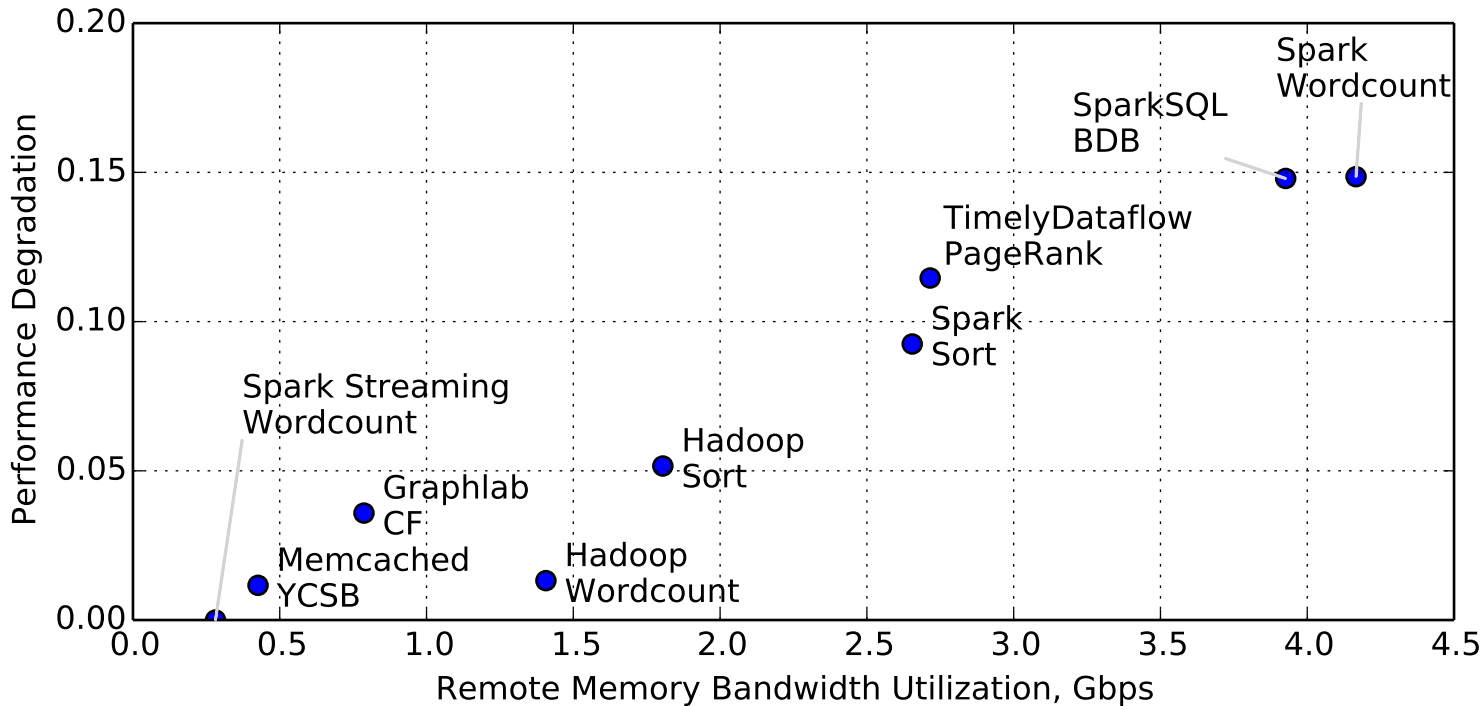 0.20
0.15
0.10
0.05
0.00
Performance Degradation
Spark
Wordcount
SparkSQL
BDB
TimelyDataflow
PageRank
Spark
Sort
Spark Streaming
Wordcount
Hadoop
Sort
Graphlab
CF
Memcached
YCSB
Hadoop
Wordcount
0.0 0.5 1.0 1.5 2.0 2.5 3.0 3.5 4.0 4.5
Remote Memory Bandwidth Utilization, Gbps